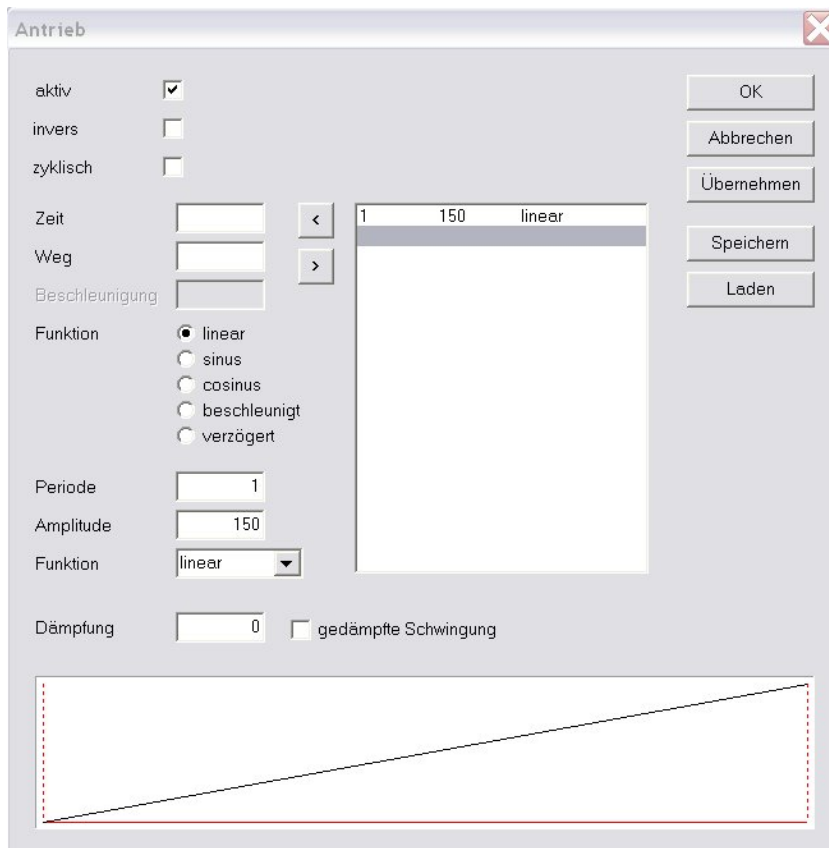 Antrieb
aktiv
OK
invers
Abbrechen
zyklisch
Übernehmen
Zeit
<
1 150 linear
Weg
>
Speichern
Beschleunigung
Laden
Funktion
linear
sinus
cosinus
beschleunigt
verzögert
Periode 1
Amplitude 150
Funktion linear
Dämpfung 0 gedämpfte Schwingung